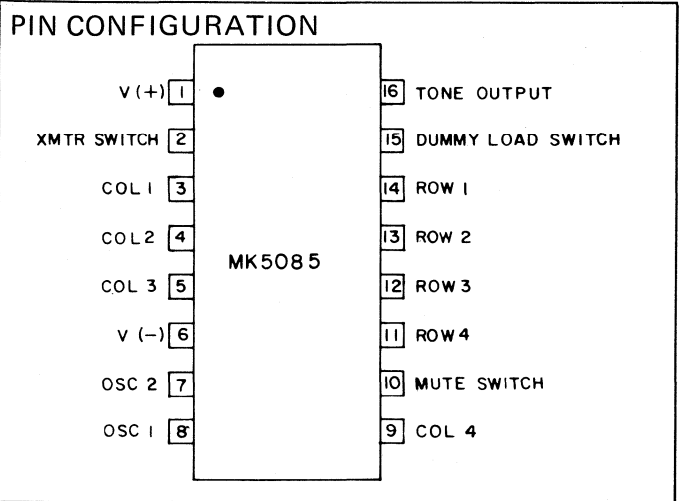 PIN CONFIGURATION
V (+) 1
16 TONE OUTPUT
XMTR SWITCH 2
15 DUMMY LOAD SWITCH
COL 1 3
14 ROW 1
COL 2 4
13 ROW 2
MK5085
COL 3 5
12 ROW 3
V (-) 6
11 ROW 4
OSC 2 7
10 MUTE SWITCH
OSC 1 8
9 COL 4